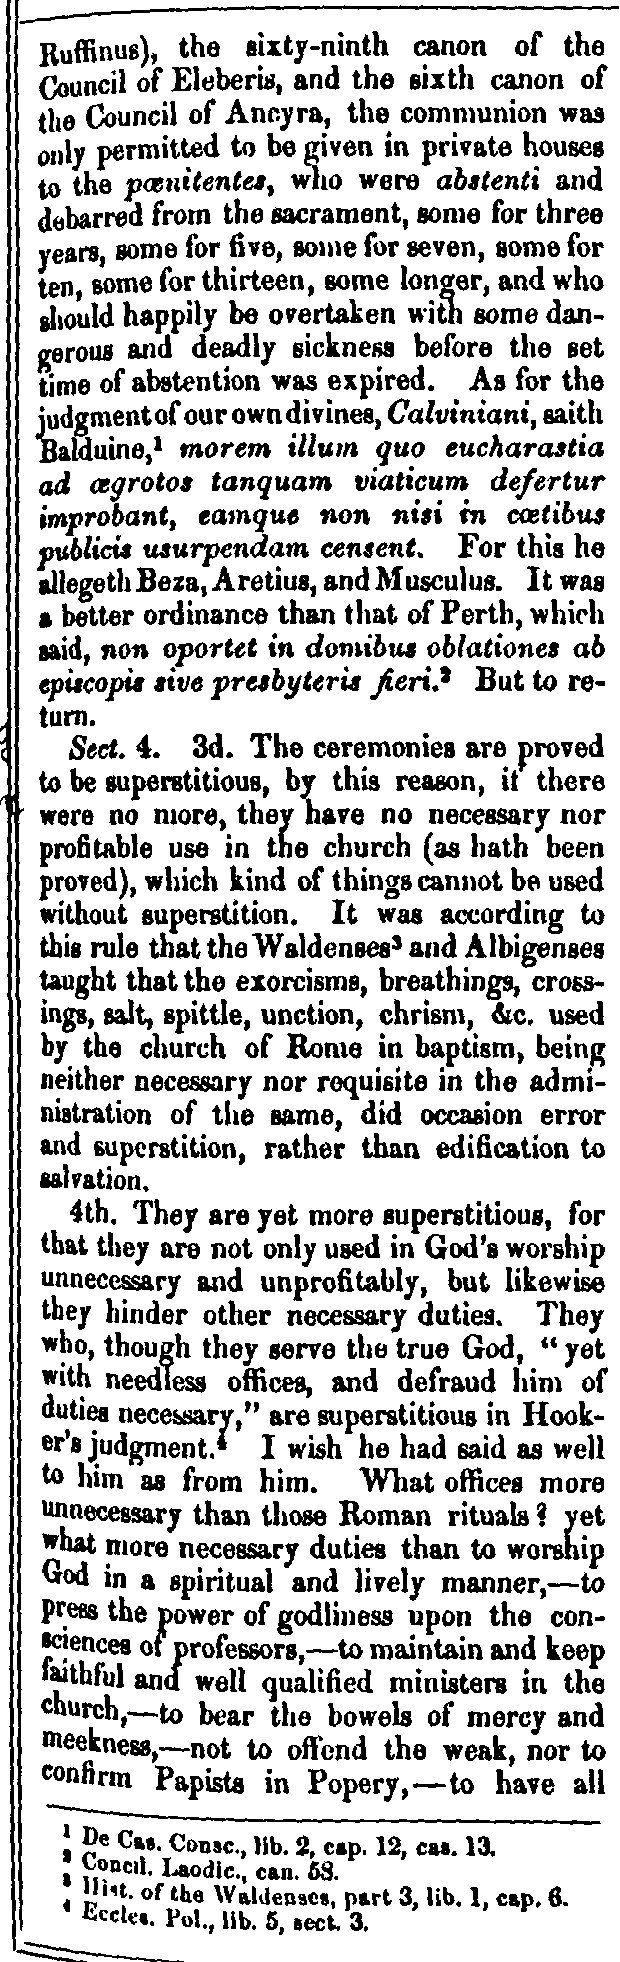 Ruffinus), the sixty-ninth canon of the
Council of Eleberis, and the sixth canon of
the Council of Ancyra, the communion was
only permitted to be given in private houses
to the pœnitentes, who were abstenti and
debarred from the sacrament, some for three
years, some for five, some for seven, some for
ten, some for thirteen, some longer, and who
should happily be overtaken with some dan-
gerous and deadly sickness before the set
time of abstention was expired. As for the
judgment of our own divines, Calviniani, saith
Balduine,¹ morem illum quo eucharastia
ad ægrotos tanquam viaticum defertur
improbant, eamque non nisi in cœtibus
publicis usurpendam censent. For this he
allegeth Beza, Aretius, and Musculus. It was
a better ordinance than that of Perth, which
said, non oportet in domibus oblationes ab
episcopis sive presbyteris fieri.² But to re-
turn.
Sect. 4. 3d. The ceremonies are proved
to be superstitious, by this reason, if there
were no more, they have no necessary nor
profitable use in the church (as hath been
proved), which kind of things cannot be used
without superstition. It was according to
this rule that the Waldenses³ and Albigenses
taught that the exorcisms, breathings, cross-
ings, salt, spittle, unction, chrism, &c. used
by the church of Rome in baptism, being
neither necessary nor requisite in the admi-
nistration of the same, did occasion error
and superstition, rather than edification to
salvation.
4th. They are yet more superstitious, for
that they are not only used in God's worship
unnecessary and unprofitably, but likewise
they hinder other necessary duties. They
who, though they serve the true God, "yet
with needless offices, and defraud him of
duties necessary," are superstitious in Hook-
er's judgment.⁴ I wish he had said as well
to him as from him. What offices more
unnecessary than those Roman rituals? yet
what more necessary duties than to worship
God in a spiritual and lively manner,—to
press the power of godliness upon the con-
sciences of professors,—to maintain and keep
faithful and well qualified ministers in the
church,—to bear the bowels of mercy and
meekness,—not to offend the weak, nor to
confirm Papists in Popery,—to have all
¹ De Cas. Consc., lib. 2, cap. 12, cas. 13.
² Concil. Laodic., can. 58.
³ Hist. of the Waldenses, part 3, lib. 1, cap. 6.
⁴ Eccles. Pol., lib. 5, sect. 3.